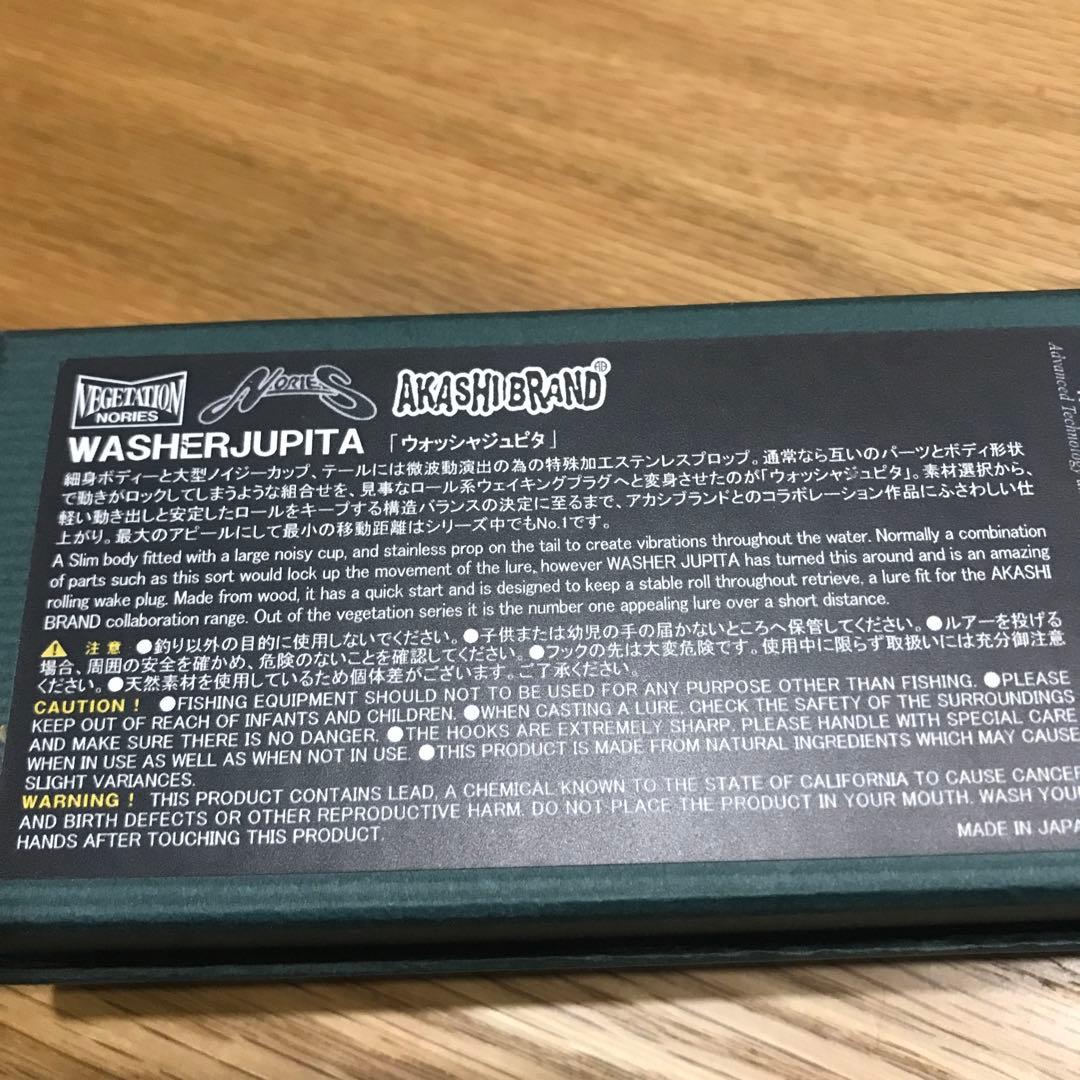 VEGETATION
NORIES
NORIES
AKASHI BRAND
AB
WASHERJUPITA 「ウォッシャジュピタ」
細身ボディーと大型ノイジーカップ、テールには微波動演出の為の特殊加工ステンレスプロップ。通常なら互いのパーツとボディ形状
で動きがロックしてしまうような組合せを、見事なロール系ウェイキングプラグへと変身させたのが「ウォッシャジュピタ」。素材選択から、
軽い動き出しと安定したロールをキープする構造バランスの決定に至るまで、アカシブランドとのコラボレーション作品にふさわしい仕
上がり。最大のアピールにして最小の移動距離はシリーズ中でもNo.1です。
A Slim body fitted with a large noisy cup, and stainless prop on the tail to create vibrations throughout the water. Normally a combination
of parts such as this sort would lock up the movement of the lure, however WASHER JUPITA has turned this around and is an amazing
rolling wake plug. Made from wood, it has a quick start and is designed to keep a stable roll throughout retrieve, a lure fit for the AKASHI
BRAND collaboration range. Out of the vegetation series it is the number one appealing lure over a short distance.
注意 ●釣り以外の目的に使用しないでください。●子供または幼児の手の届かないところへ保管してください。●ルアーを投げる
場合、周囲の安全を確かめ、危険のないことを確認してください。●フックの先は大変危険です。使用中に限らず取扱いには充分御注意
ください。●天然素材を使用しているため個体差がございます。ご了承ください。
CAUTION ! ●FISHING EQUIPMENT SHOULD NOT TO BE USED FOR ANY PURPOSE OTHER THAN FISHING. ●PLEASE
KEEP OUT OF REACH OF INFANTS AND CHILDREN. ●WHEN CASTING A LURE, CHECK THE SAFETY OF THE SURROUNDINGS
AND MAKE SURE THERE IS NO DANGER. ●THE HOOKS ARE EXTREMELY SHARP, PLEASE HANDLE WITH SPECIAL CARE
WHEN IN USE AS WELL AS WHEN NOT IN USE. ●THIS PRODUCT IS MADE FROM NATURAL INGREDIENTS WHICH MAY CAUSE
SLIGHT VARIANCES.
WARNING ! THIS PRODUCT CONTAINS LEAD, A CHEMICAL KNOWN TO THE STATE OF CALIFORNIA TO CAUSE CANCER
AND BIRTH DEFECTS OR OTHER REPRODUCTIVE HARM. DO NOT PLACE THE PRODUCT IN YOUR MOUTH. WASH YOUR
HANDS AFTER TOUCHING THIS PRODUCT.
MADE IN JAPA
Advanced Technology